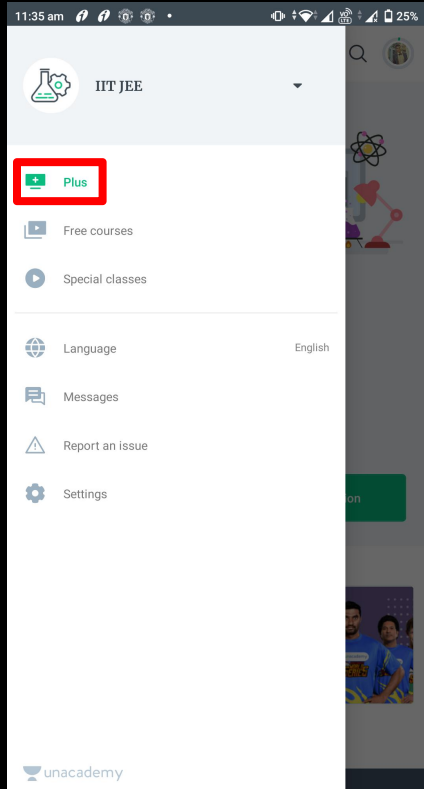 11:35 am
25%
IIT JEE
Plus
Free courses
Special classes
Language English
Messages
Report an issue
Settings
on
unacademy